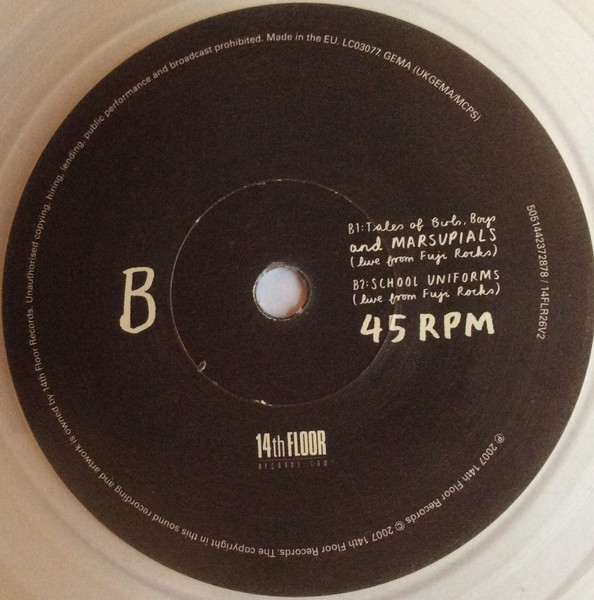 B
B1: Tales of Girls, Boys
and MARSUPIALS
(live from Fuji Rocks)
B2: SCHOOL UNIFORMS
(live from Fuji Rocks)
45 RPM
14th FLOOR
RECORDS.COM
5051442372878 / 14FLR26V2
℗ 2007 14th Floor Records © 2007 14th Floor Records. The copyright in this sound recording and artwork is owned by 14th Floor Records. Unauthorised copying, hiring, lending, public performance and broadcast prohibited. Made in the EU. LC03077. GEMA (UKGEMA/MCPS)